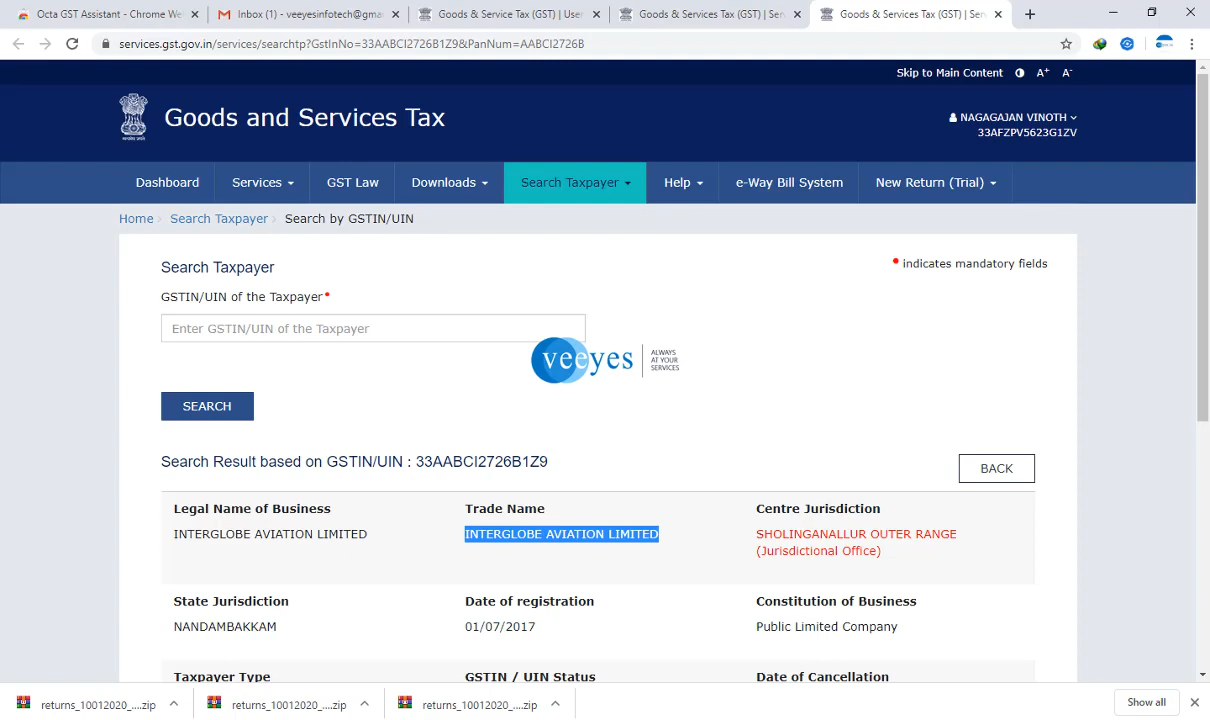 Octa GST Assistant - Chrome We
Inbox (1) - veeyesinfotech@gma
Goods & Service Tax (GST) | User
Goods & Services Tax (GST) | Ser
Goods & Services Tax (GST) | Ser
services.gst.gov.in/services/searchtp?GstInNo=33AABCI2726B1Z9&PanNum=AABCI2726B
Skip to Main Content A+ A-
Goods and Services Tax
NAGAGAJAN VINOTH
33AFZPV5623G1ZV
Dashboard Services GST Law Downloads Search Taxpayer Help e-Way Bill System New Return (Trial)
Home > Search Taxpayer > Search by GSTIN/UIN
Search Taxpayer
• indicates mandatory fields
GSTIN/UIN of the Taxpayer•
Enter GSTIN/UIN of the Taxpayer
veeyes
ALWAYS
AT YOUR
SERVICES
SEARCH
Search Result based on GSTIN/UIN : 33AABCI2726B1Z9
BACK
Legal Name of Business Trade Name Centre Jurisdiction
INTERGLOBE AVIATION LIMITED INTERGLOBE AVIATION LIMITED SHOLINGANALLUR OUTER RANGE
(Jurisdictional Office)
State Jurisdiction Date of registration Constitution of Business
NANDAMBAKKAM 01/07/2017 Public Limited Company
Taxpayer Type GSTIN / UIN Status Date of Cancellation
returns_10012020_....zip returns_10012020_....zip returns_10012020_....zip Show all